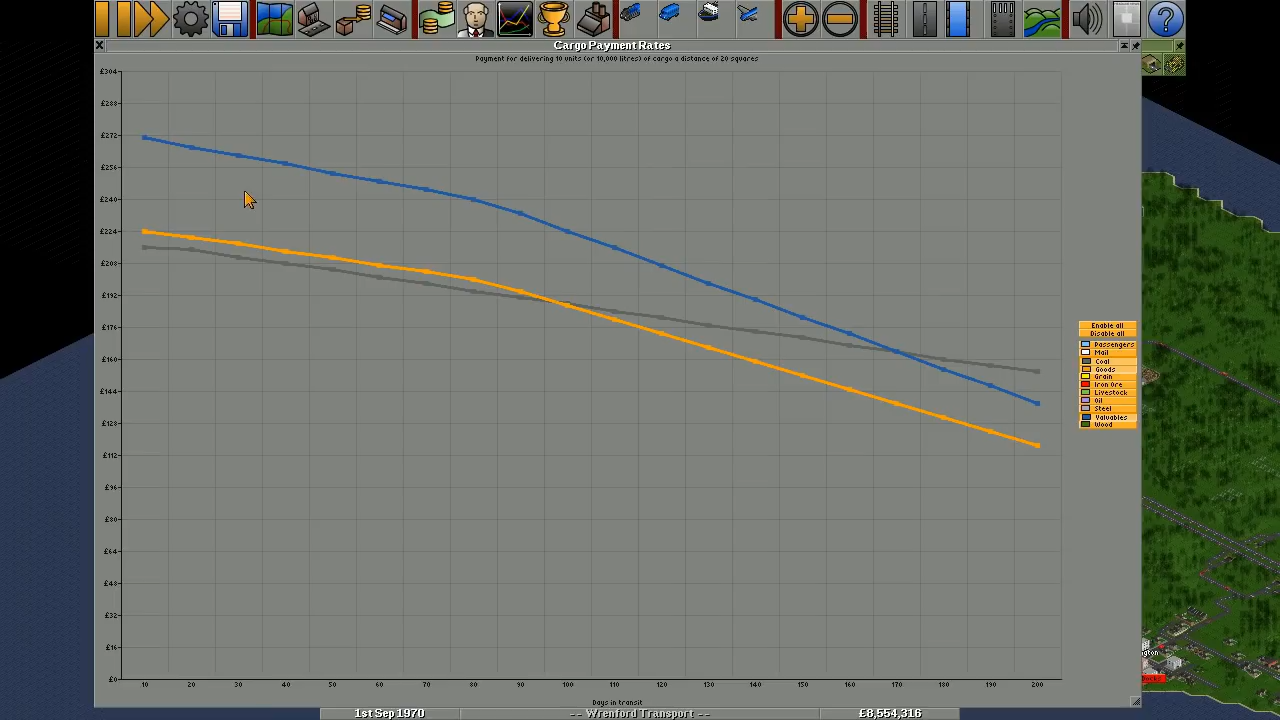 Cargo Payment Rates
Payment for delivering 10 units (or 10,000 litres) of cargo a distance of 20 squares
£304
£288
£272
£256
£240
£224
£208
£192
£176
£160
£144
£128
£112
£96
£80
£64
£48
£32
£16
£0
10 20 30 40 50 60 70 80 90 100 110 120 130 140 150 160 170 180 190 200
Days in transit
Enable all
Disable all
Passengers
Mail
Coal
Goods
Grain
Iron Ore
Livestock
Oil
Steel
Valuables
Wood
1st Sep 1970
-- Wrenford Transport --
£8,554,316